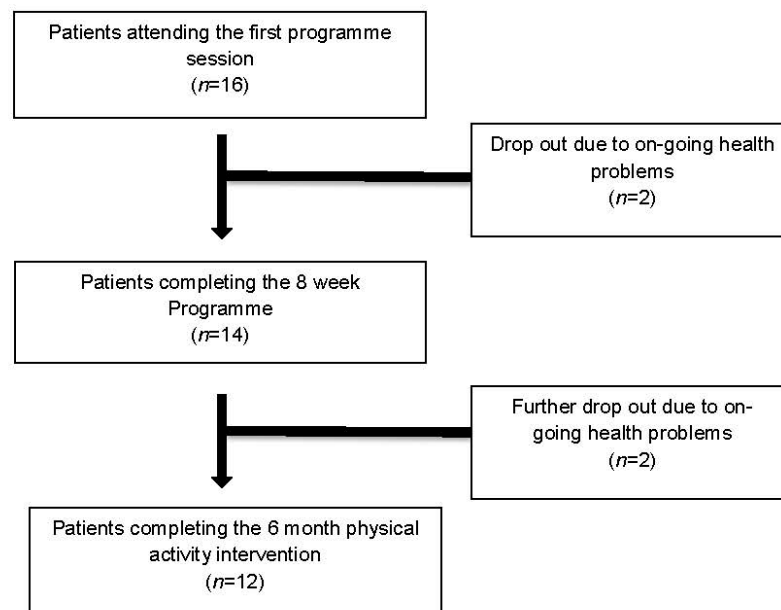 Patients attending the first programme
session
(n=16)
Drop out due to on-going health
problems
(n=2)
Patients completing the 8 week
Programme
(n=14)
Further drop out due to on-
going health problems
(n=2)
Patients completing the 6 month physical
activity intervention
(n=12)